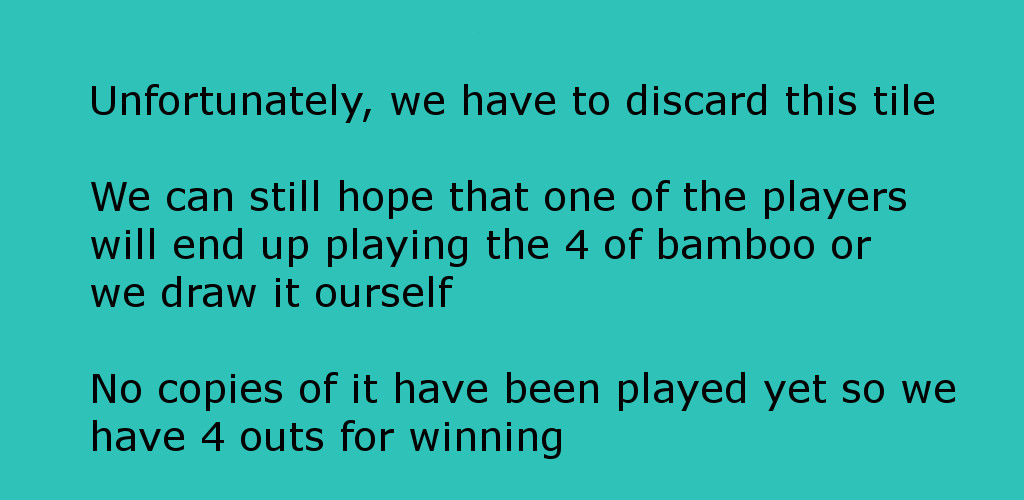 Unfortunately, we have to discard this tile
We can still hope that one of the players
will end up playing the 4 of bamboo or
we draw it ourself
No copies of it have been played yet so we
have 4 outs for winning